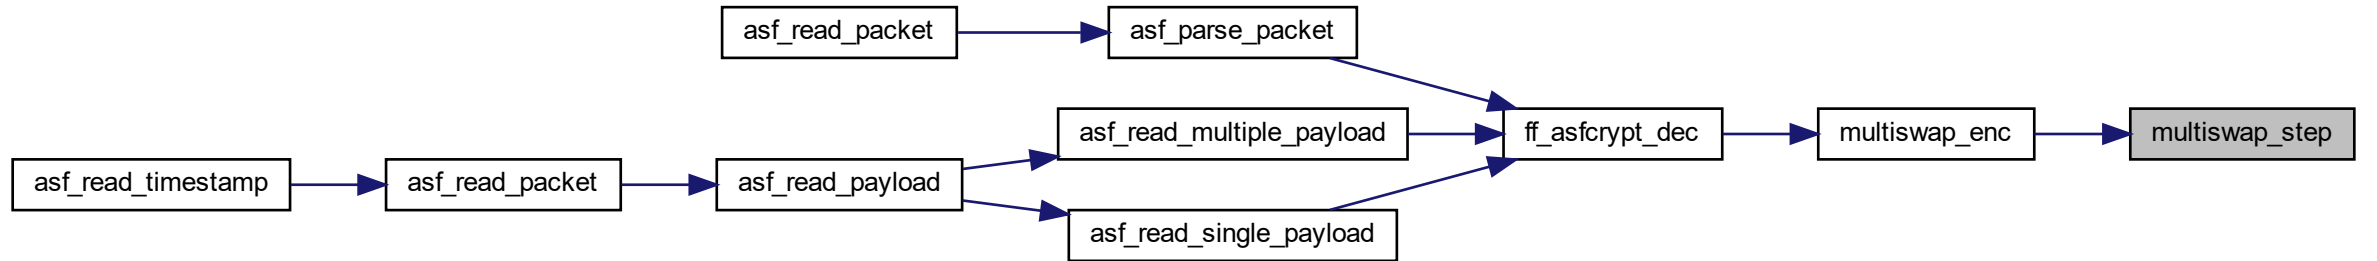 asf_read_packet
asf_parse_packet
asf_read_multiple_payload
ff_asfcrypt_dec
multiswap_enc
multiswap_step
asf_read_timestamp
asf_read_packet
asf_read_payload
asf_read_single_payload